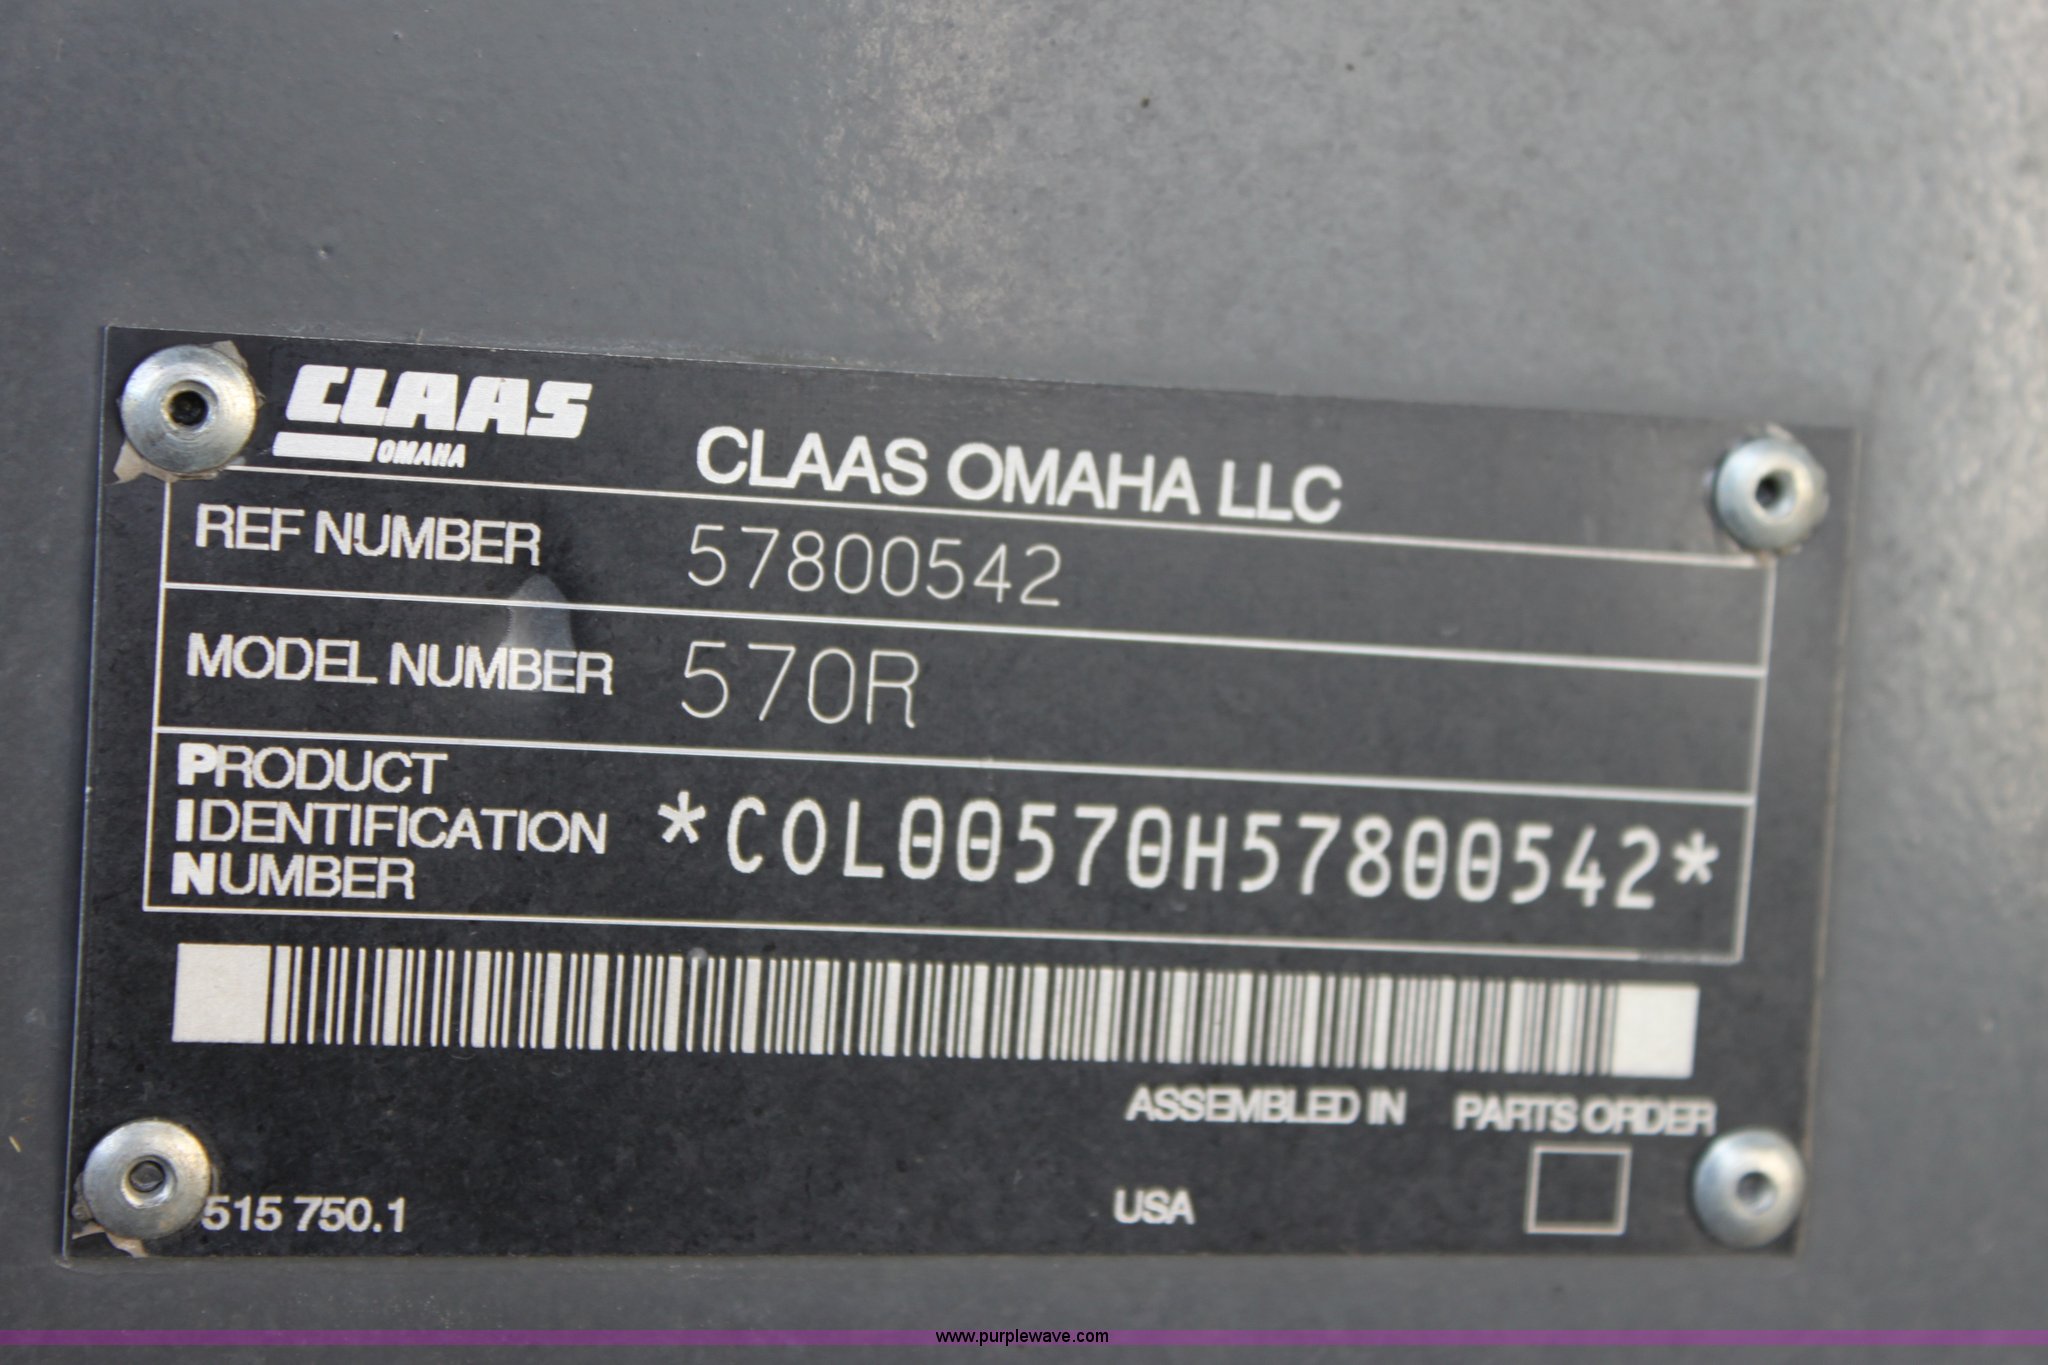 CLAAS
OMAHA
CLAAS OMAHA LLC
REF NUMBER 57800542
MODEL NUMBER 570R
PRODUCT
IDENTIFICATION
NUMBER
*COL00570H57800542*
ASSEMBLED IN PARTS ORDER
515 750.1 USA
www.purplewave.com